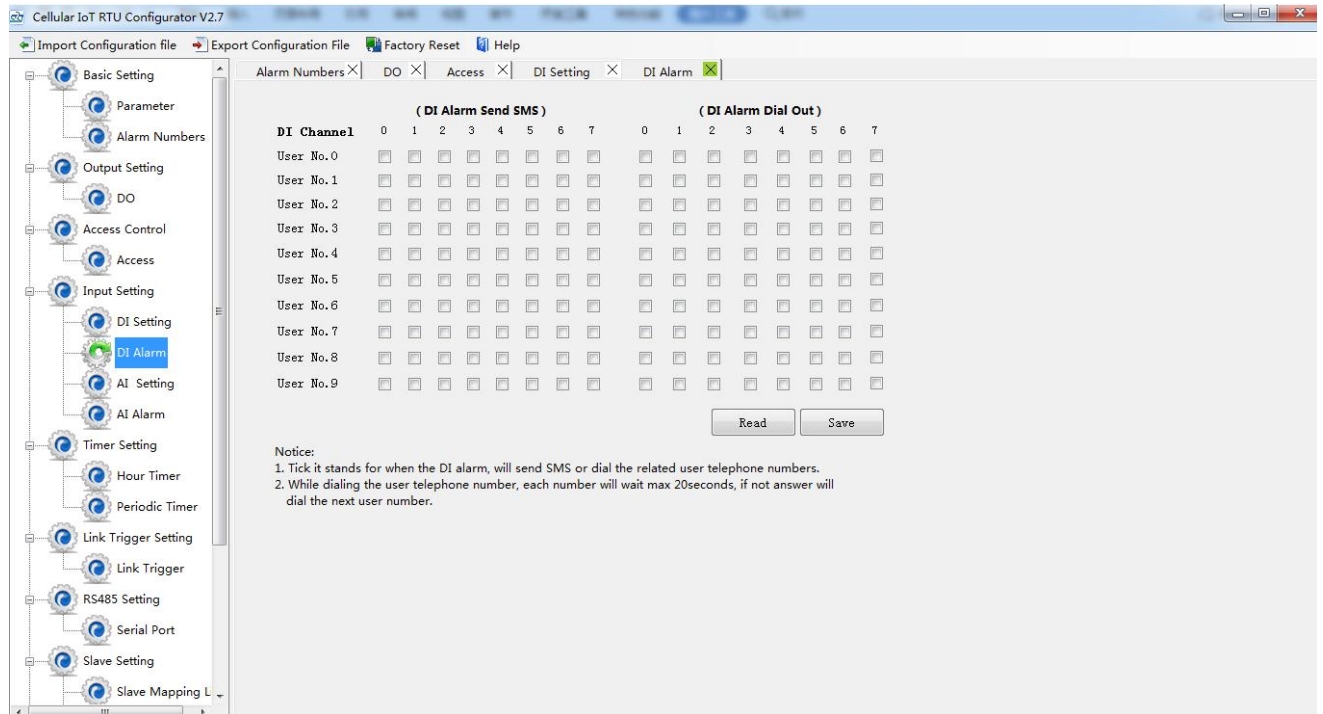 Cellular IoT RTU Configurator V2.7
Import Configuration file Export Configuration File Factory Reset Help
Basic Setting
Parameter
Alarm Numbers
Output Setting
DO
Access Control
Access
Input Setting
DI Setting
DI Alarm
AI Setting
AI Alarm
Timer Setting
Hour Timer
Periodic Timer
Link Trigger Setting
Link Trigger
RS485 Setting
Serial Port
Slave Setting
Slave Mapping L
Alarm Numbers DO Access DI Setting DI Alarm
( DI Alarm Send SMS ) ( DI Alarm Dial Out )
DI Channel 0 1 2 3 4 5 6 7 0 1 2 3 4 5 6 7
User No.0
User No.1
User No.2
User No.3
User No.4
User No.5
User No.6
User No.7
User No.8
User No.9
Read Save
Notice:
1. Tick it stands for when the DI alarm, will send SMS or dial the related user telephone numbers.
2. While dialing the user telephone number, each number will wait max 20seconds, if not answer will
dial the next user number.